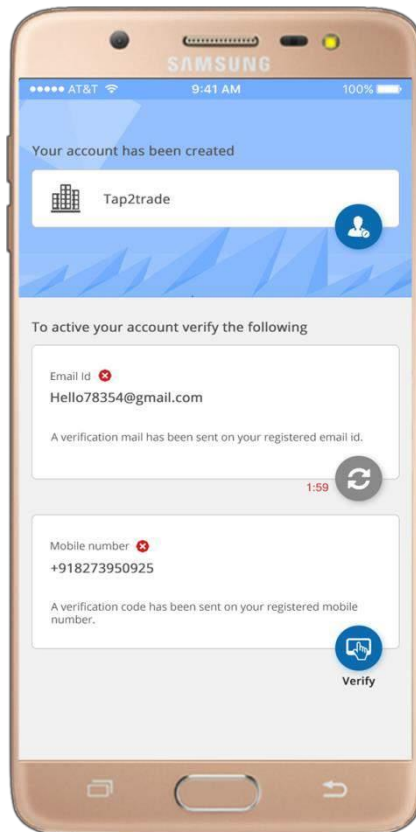 SAMSUNG
AT&T 9:41 AM 100%
Your account has been created
Tap2trade
To active your account verify the following
Email Id
Hello78354@gmail.com
A verification mail has been sent on your registered email id.
1:59
Mobile number
+918273950925
A verification code has been sent on your registered mobile
number.
Verify